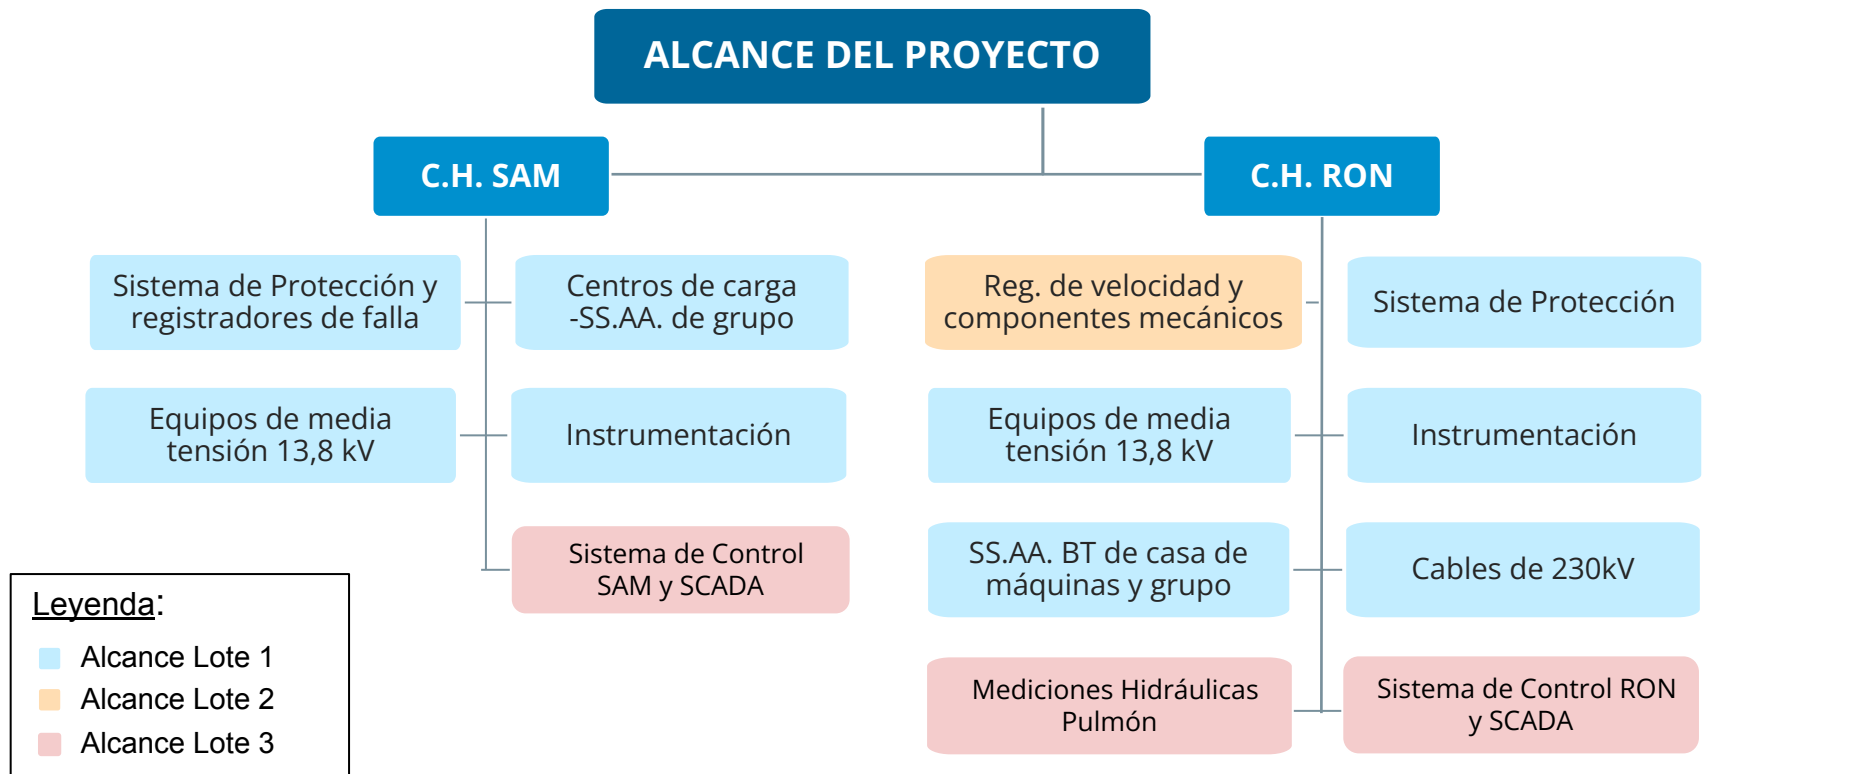 ALCANCE DEL PROYECTO
C.H. SAM
C.H. RON
Sistema de Protección y
registradores de falla
Centros de carga
-SS.AA. de grupo
Equipos de media
tensión 13,8 kV
Instrumentación
Sistema de Control
SAM y SCADA
Reg. de velocidad y
componentes mecánicos
Sistema de Protección
Equipos de media
tensión 13,8 kV
Instrumentación
SS.AA. BT de casa de
máquinas y grupo
Cables de 230kV
Mediciones Hidráulicas
Pulmón
Sistema de Control RON
y SCADA
Leyenda:
Alcance Lote 1
Alcance Lote 2
Alcance Lote 3